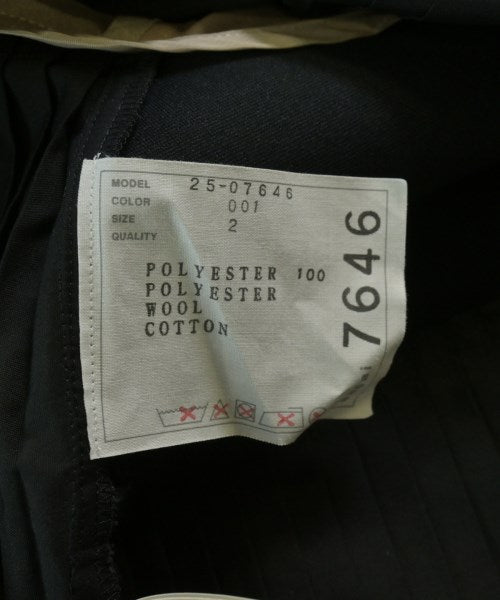 MODEL 25-07646
COLOR 001
SIZE 2
QUALITY
POLYESTER 100
POLYESTER
WOOL
COTTON
7646